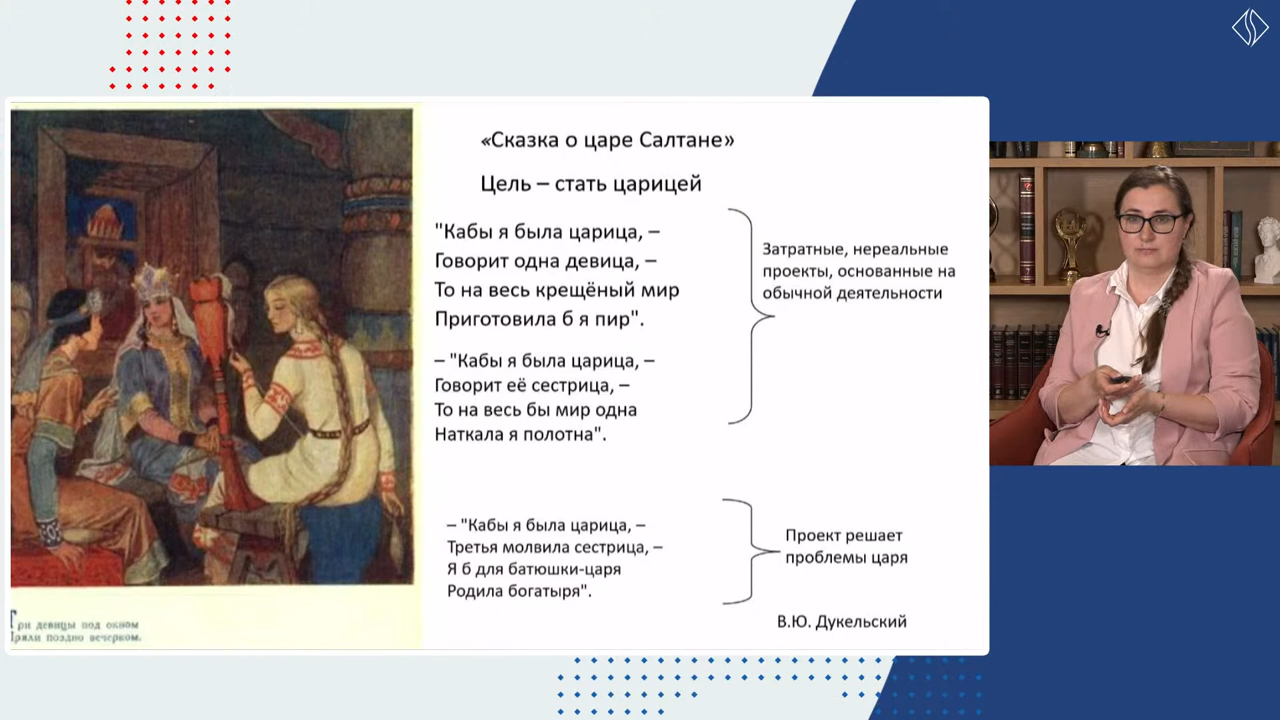 «Сказка о царе Салтане»
Цель – стать царицей
"Кабы я была царица, –
Говорит одна девица, –
То на весь крещёный мир
Приготовила б я пир".
– "Кабы я была царица, –
Говорит её сестрица, –
То на весь бы мир одна
Наткала я полотна".
Затратные, нереальные
проекты, основанные на
обычной деятельности
– "Кабы я была царица, –
Третья молвила сестрица, –
Я б для батюшки-царя
Родила богатыря".
Проект решает
проблемы царя
В.Ю. Дукельский
Три девицы под окном
Пряли поздно вечерком.